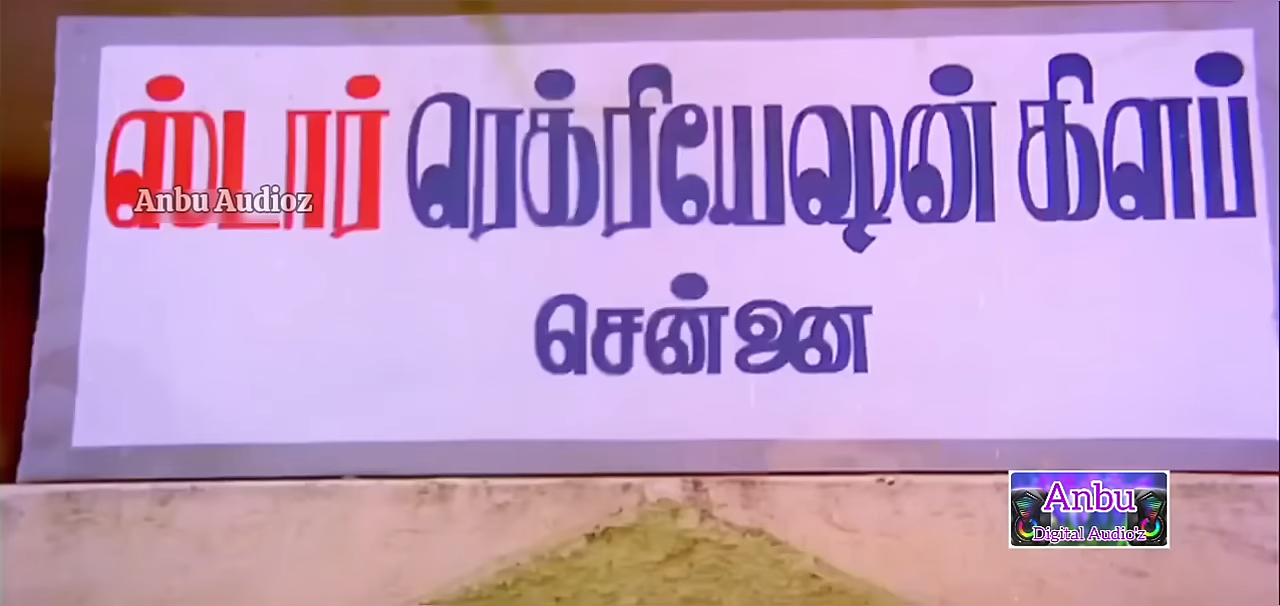 ஸ்டார் ரெக்ரியேஷன் கிளப்
Anbu Audioz
சென்னை
Anbu
Digital Audio'z